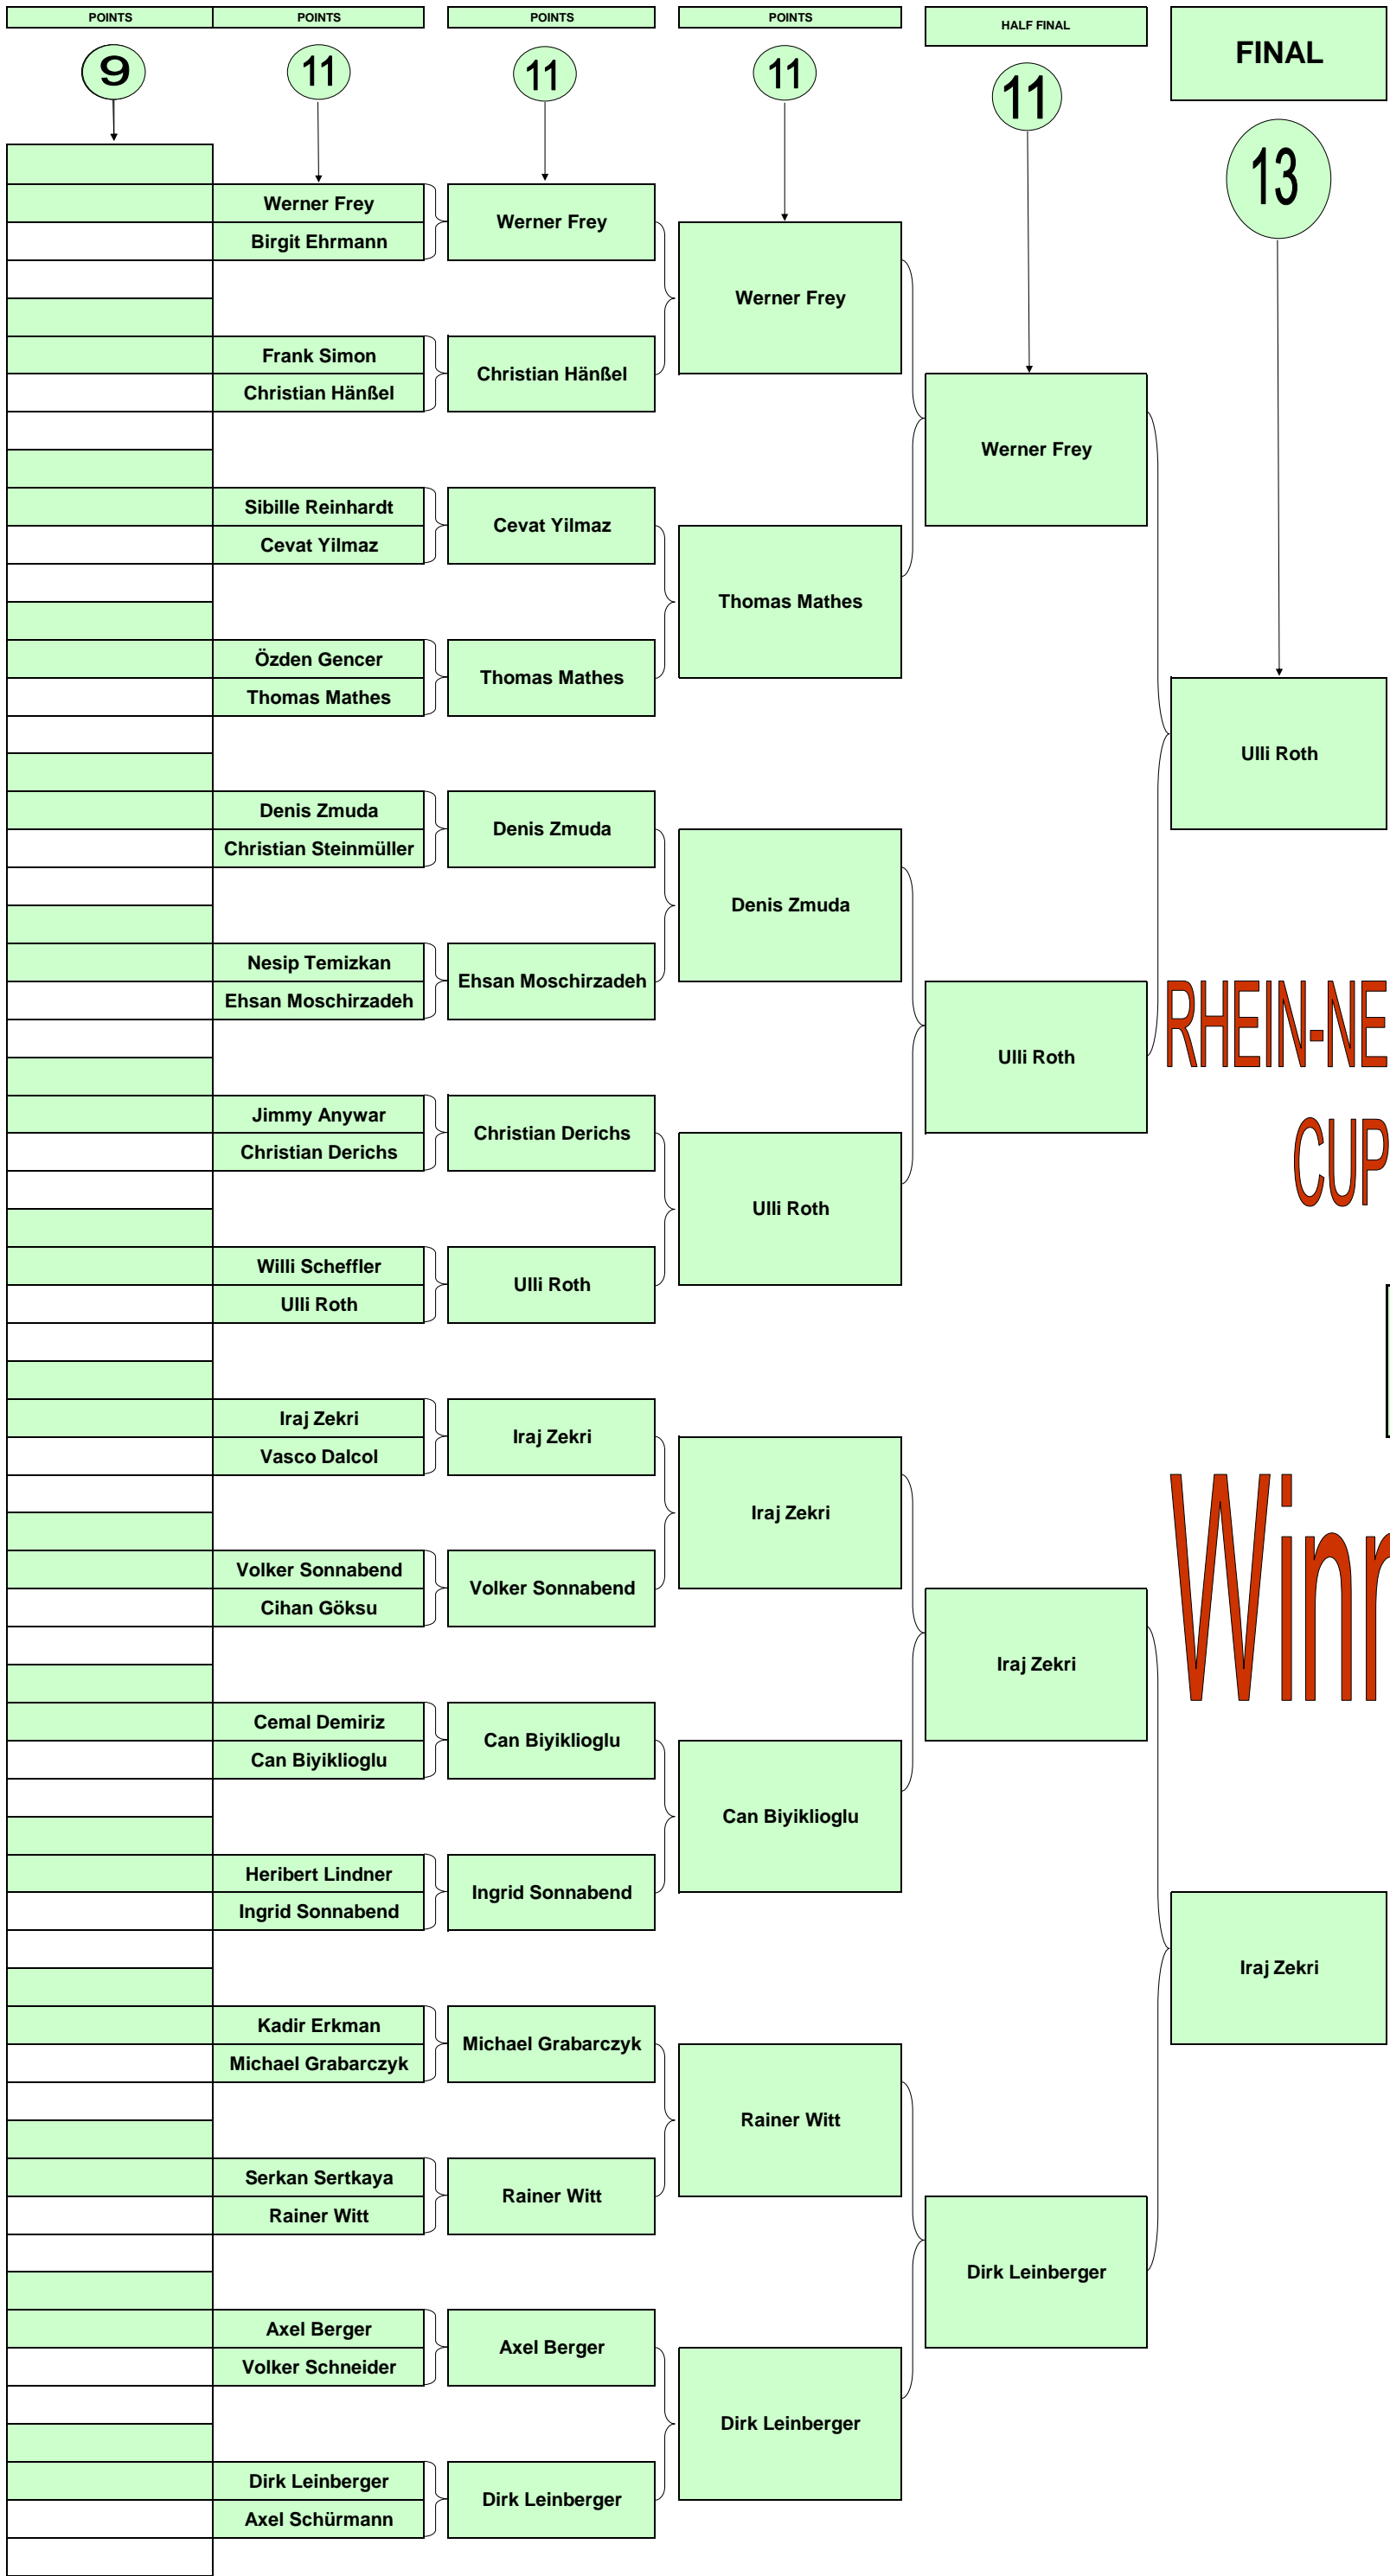 POINTS
POINTS
POINTS
POINTS
HALF FINAL
FINAL
9
11
11
11
11
13
Werner Frey
Birgit Ehrmann
Frank Simon
Christian Hänßel
Sibille Reinhardt
Cevat Yilmaz
Özden Gencer
Thomas Mathes
Denis Zmuda
Christian Steinmüller
Nesip Temizkan
Ehsan Moschirzadeh
Jimmy Anywar
Christian Derichs
Willi Scheffler
Ulli Roth
Iraj Zekri
Vasco Dalcol
Volker Sonnabend
Cihan Göksu
Cemal Demiriz
Can Biyiklioglu
Heribert Lindner
Ingrid Sonnabend
Kadir Erkman
Michael Grabarczyk
Serkan Sertkaya
Rainer Witt
Axel Berger
Volker Schneider
Dirk Leinberger
Axel Schürmann
Werner Frey
Christian Hänßel
Cevat Yilmaz
Thomas Mathes
Denis Zmuda
Ehsan Moschirzadeh
Christian Derichs
Ulli Roth
Iraj Zekri
Volker Sonnabend
Can Biyiklioglu
Ingrid Sonnabend
Michael Grabarczyk
Rainer Witt
Axel Berger
Dirk Leinberger
Werner Frey
Thomas Mathes
Denis Zmuda
Ulli Roth
Iraj Zekri
Can Biyiklioglu
Rainer Witt
Dirk Leinberger
Werner Frey
Ulli Roth
Iraj Zekri
Dirk Leinberger
Ulli Roth
RHEIN-NE
CUP
Iraj Zekri